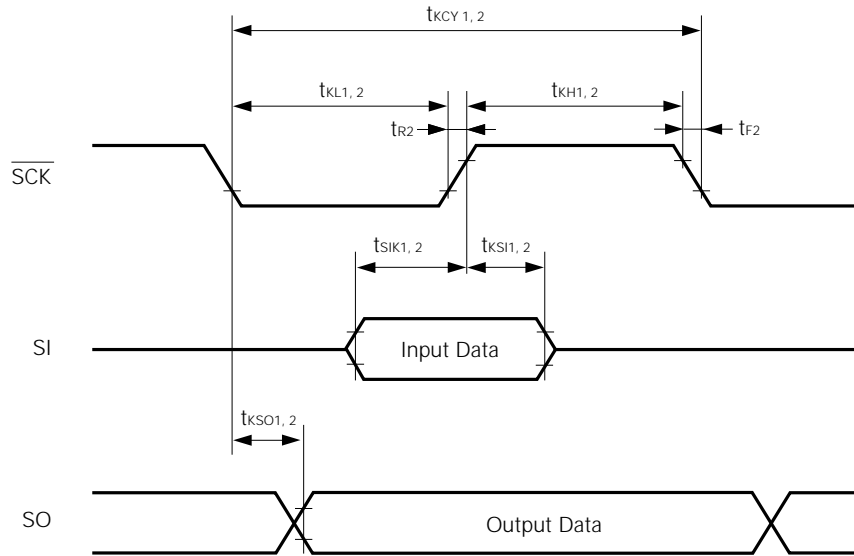 tKCY 1, 2
tKL1, 2 tKH1, 2
tR2 tF2
SCK
tSIK1, 2 tKSI1, 2
SI Input Data
tKSO1, 2
SO Output Data